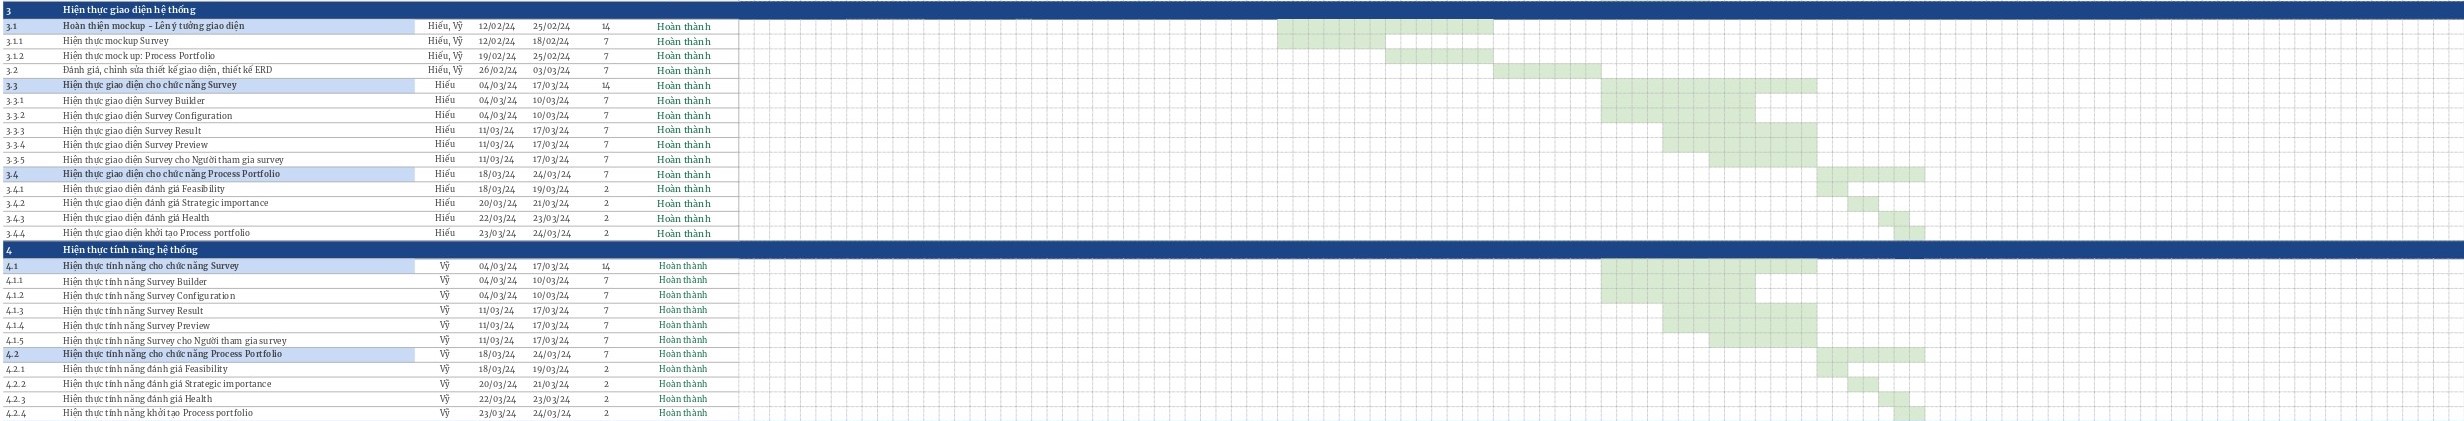 3 Hiện thực giao diện hệ thống
3.1 Hoàn thiện mockup - Lên ý tưởng giao diện Hiếu, Vỹ 12/02/24 25/02/24 14 Hoàn thành
3.1.1 Hiện thực mockup Survey Hiếu, Vỹ 12/02/24 18/02/24 7 Hoàn thành
3.1.2 Hiện thực mock up: Process Portfolio Hiếu, Vỹ 19/02/24 25/02/24 7 Hoàn thành
3.2 Đánh giá, chỉnh sửa thiết kế giao diện, thiết kế ERD Hiếu, Vỹ 26/02/24 03/03/24 7 Hoàn thành
3.3 Hiện thực giao diện cho chức năng Survey Hiếu 04/03/24 17/03/24 14 Hoàn thành
3.3.1 Hiện thực giao diện Survey Builder Hiếu 04/03/24 10/03/24 7 Hoàn thành
3.3.2 Hiện thực giao diện Survey Configuration Hiếu 04/03/24 10/03/24 7 Hoàn thành
3.3.3 Hiện thực giao diện Survey Result Hiếu 11/03/24 17/03/24 7 Hoàn thành
3.3.4 Hiện thực giao diện Survey Preview Hiếu 11/03/24 17/03/24 7 Hoàn thành
3.3.5 Hiện thực giao diện Survey cho Người tham gia survey Hiếu 11/03/24 17/03/24 7 Hoàn thành
3.4 Hiện thực giao diện cho chức năng Process Portfolio Hiếu 18/03/24 24/03/24 7 Hoàn thành
3.4.1 Hiện thực giao diện đánh giá Feasibility Hiếu 18/03/24 19/03/24 2 Hoàn thành
3.4.2 Hiện thực giao diện đánh giá Strategic importance Hiếu 20/03/24 21/03/24 2 Hoàn thành
3.4.3 Hiện thực giao diện đánh giá Health Hiếu 22/03/24 23/03/24 2 Hoàn thành
3.4.4 Hiện thực giao diện khởi tạo Process portfolio Hiếu 23/03/24 24/03/24 2 Hoàn thành
4 Hiện thực tính năng hệ thống
4.1 Hiện thực tính năng cho chức năng Survey Vỹ 04/03/24 17/03/24 14 Hoàn thành
4.1.1 Hiện thực tính năng Survey Builder Vỹ 04/03/24 10/03/24 7 Hoàn thành
4.1.2 Hiện thực tính năng Survey Configuration Vỹ 04/03/24 10/03/24 7 Hoàn thành
4.1.3 Hiện thực tính năng Survey Result Vỹ 11/03/24 17/03/24 7 Hoàn thành
4.1.4 Hiện thực tính năng Survey Preview Vỹ 11/03/24 17/03/24 7 Hoàn thành
4.1.5 Hiện thực tính năng Survey cho Người tham gia survey Vỹ 11/03/24 17/03/24 7 Hoàn thành
4.2 Hiện thực tính năng cho chức năng Process Portfolio Vỹ 18/03/24 24/03/24 7 Hoàn thành
4.2.1 Hiện thực tính năng đánh giá Feasibility Vỹ 18/03/24 19/03/24 2 Hoàn thành
4.2.2 Hiện thực tính năng đánh giá Strategic importance Vỹ 20/03/24 21/03/24 2 Hoàn thành
4.2.3 Hiện thực tính năng đánh giá Health Vỹ 22/03/24 23/03/24 2 Hoàn thành
4.2.4 Hiện thực tính năng khởi tạo Process portfolio Vỹ 23/03/24 24/03/24 2 Hoàn thành